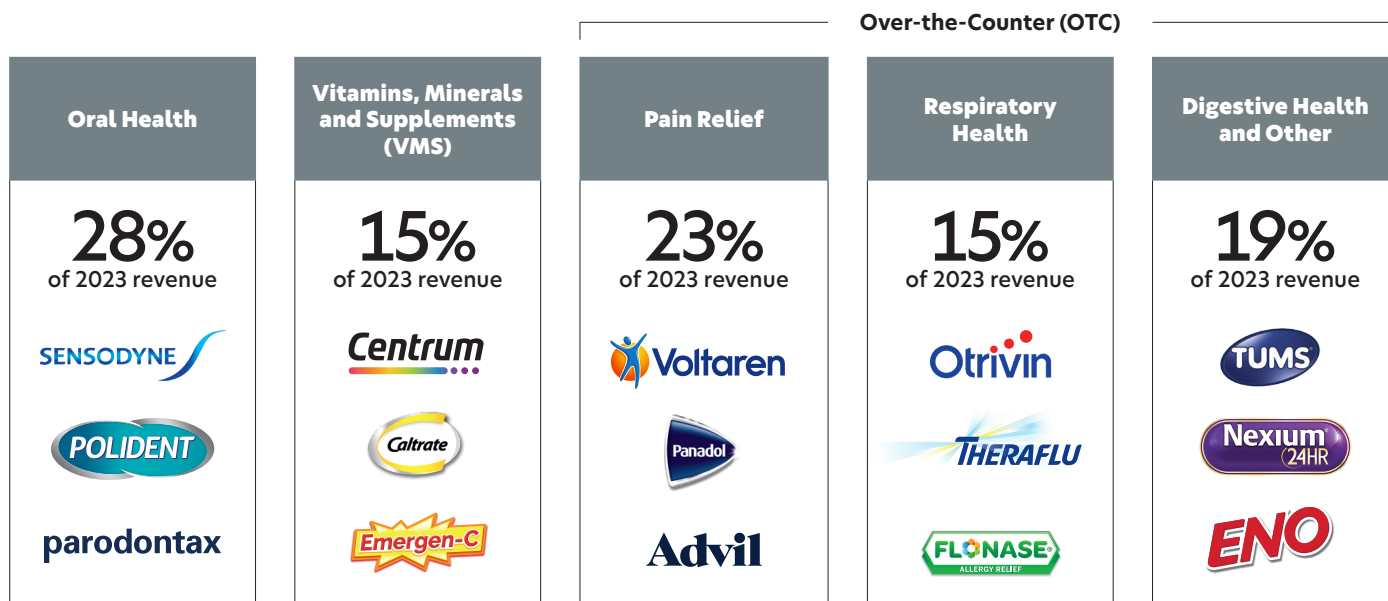 Over-the-Counter (OTC)
Oral Health
28%
of 2023 revenue
SENSODYNE
POLIDENT
parodontax
Vitamins, Minerals
and Supplements
(VMS)
15%
of 2023 revenue
Centrum
Caltrate
Emergen-C
Pain Relief
23%
of 2023 revenue
Voltaren
Panadol
Advil
Respiratory
Health
15%
of 2023 revenue
Otrivin
THERAFLU
FLONASE®
ALLERGY RELIEF
Digestive Health
and Other
19%
of 2023 revenue
TUMS
Nexium
24HR
ENO